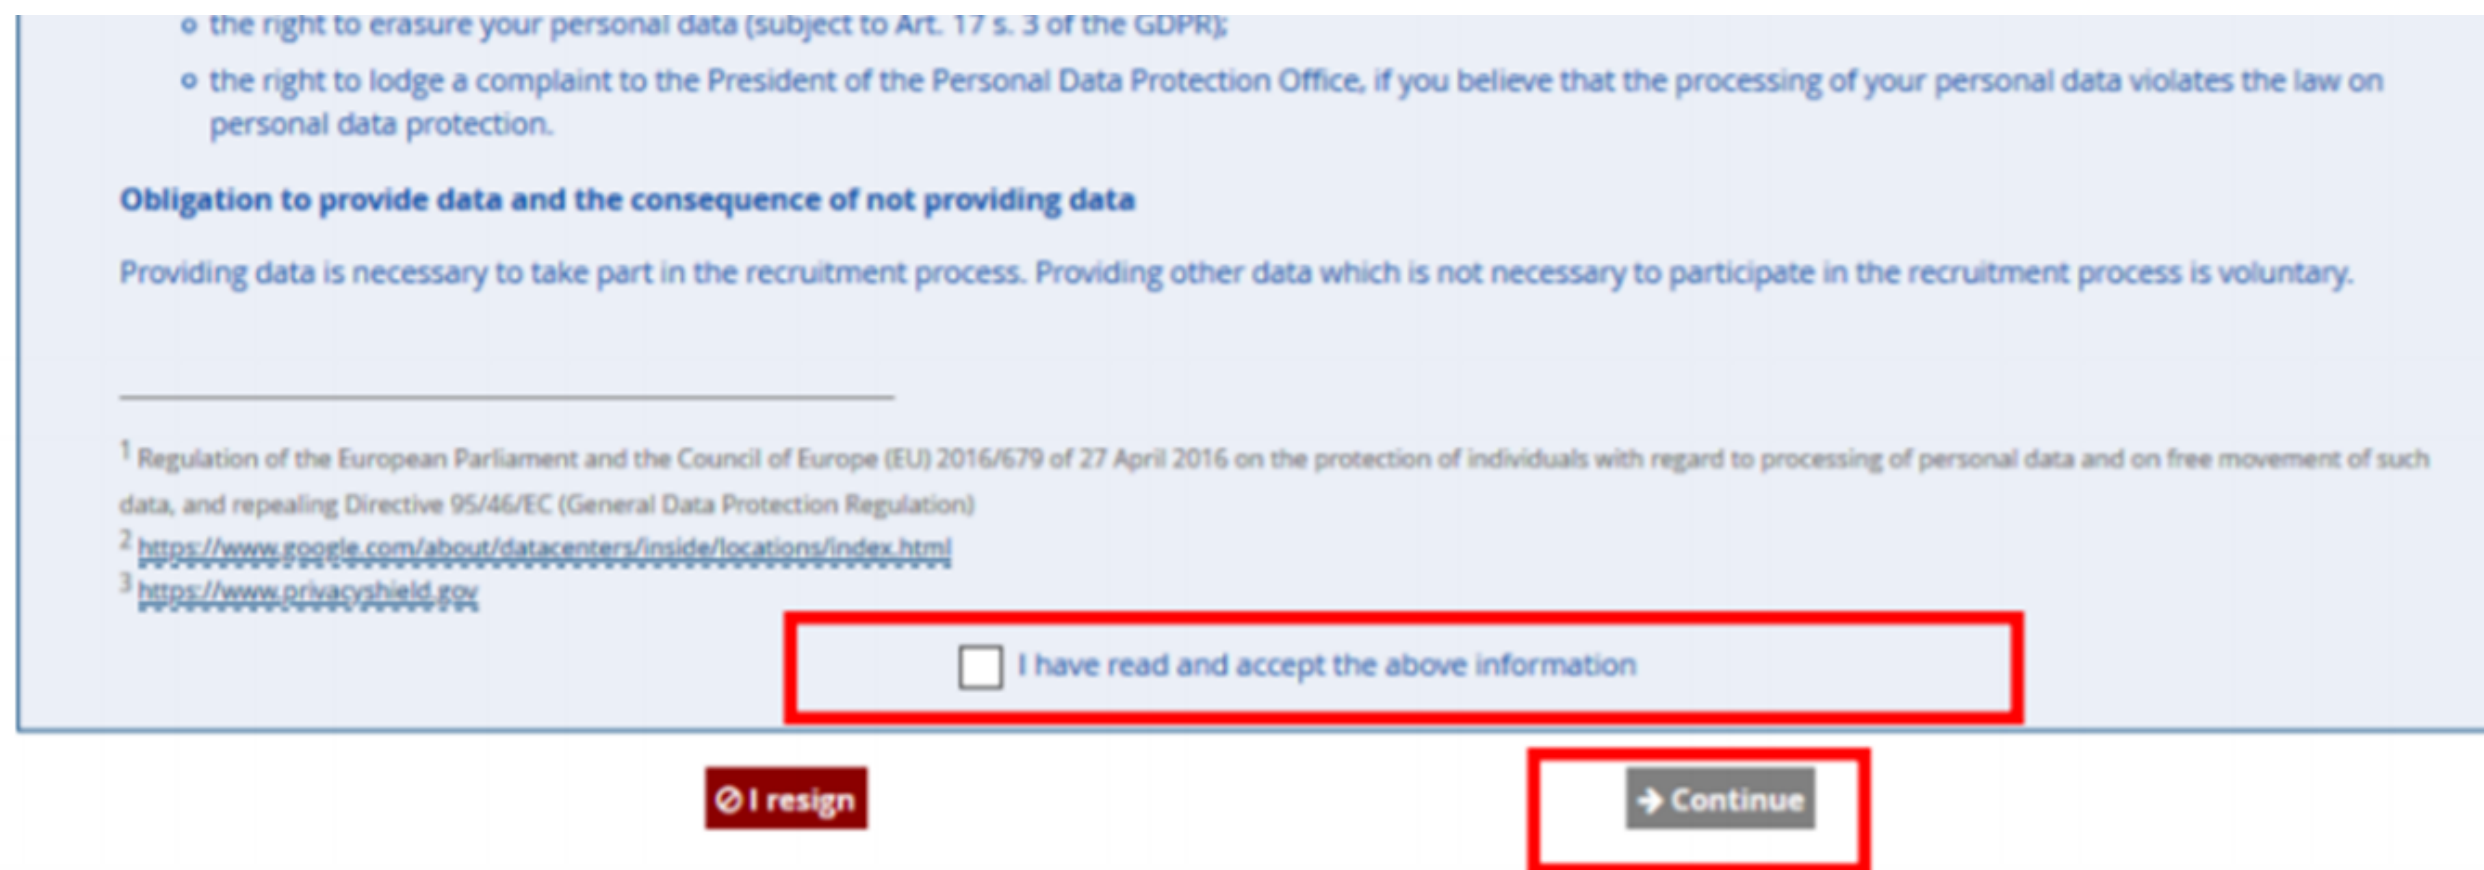 the right to erasure your personal data (subject to Art. 17 s. 3 of the GDPR);
the right to lodge a complaint to the President of the Personal Data Protection Office, if you believe that the processing of your personal data violates the law on
personal data protection.
Obligation to provide data and the consequence of not providing data
Providing data is necessary to take part in the recruitment process. Providing other data which is not necessary to participate in the recruitment process is voluntary.
1 Regulation of the European Parliament and the Council of Europe (EU) 2016/679 of 27 April 2016 on the protection of individuals with regard to processing of personal data and on free movement of such
data, and repealing Directive 95/46/EC (General Data Protection Regulation)
2 https://www.google.com/about/datacenters/inside/locations/index.html
3 https://www.privacyshield.gov
I have read and accept the above information
I resign
Continue